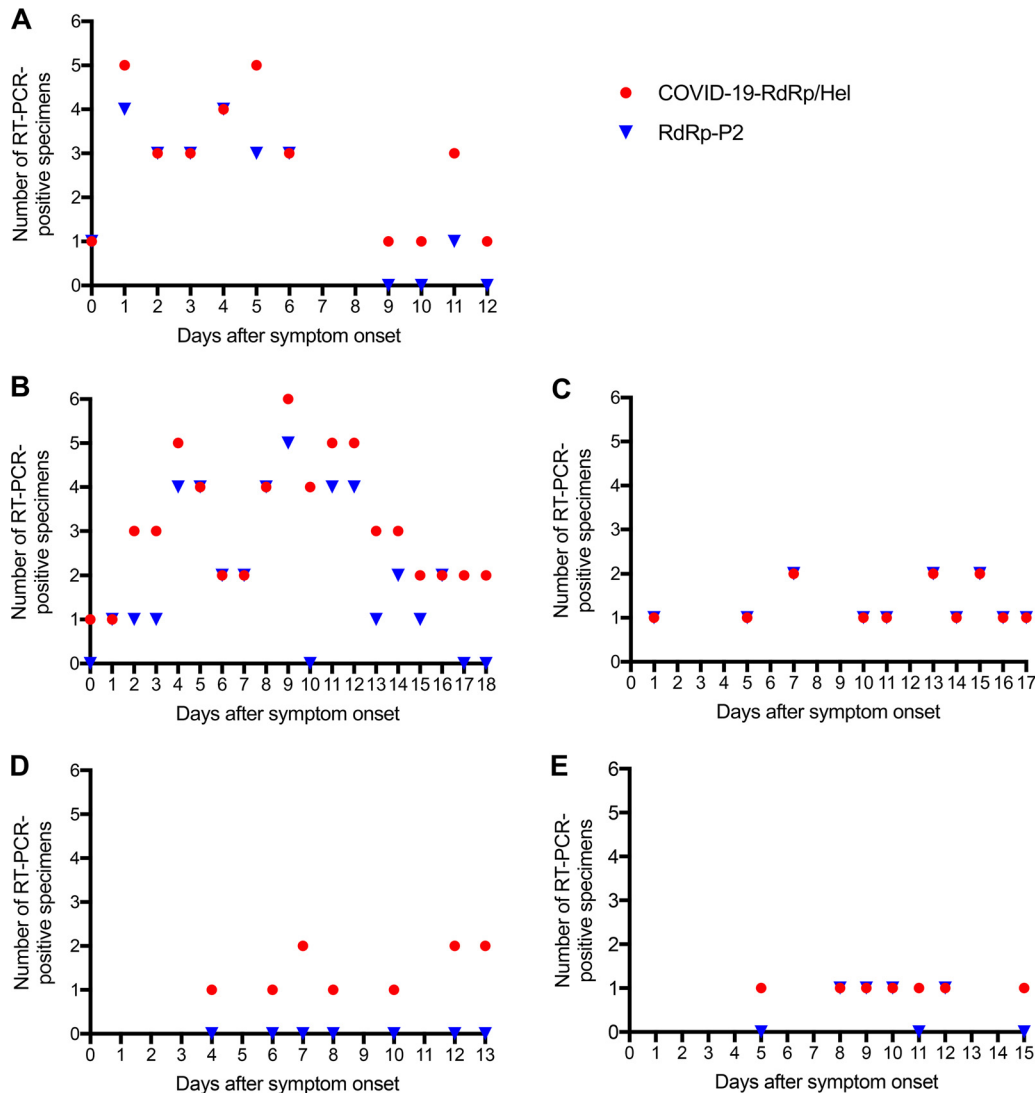 A
Number of RT-PCR-
positive specimens
6
5
4
3
2
1
0
0 1 2 3 4 5 6 7 8 9 10 11 12
Days after symptom onset
COVID-19-RdRp/Hel
RdRp-P2
B
Number of RT-PCR-
positive specimens
6
5
4
3
2
1
0
0 1 2 3 4 5 6 7 8 9 10 11 12 13 14 15 16 17 18
Days after symptom onset
C
Number of RT-PCR-
positive specimens
6
5
4
3
2
1
0
0 1 2 3 4 5 6 7 8 9 10 11 12 13 14 15 16 17
Days after symptom onset
D
Number of RT-PCR-
positive specimens
6
5
4
3
2
1
0
0 1 2 3 4 5 6 7 8 9 10 11 12 13
Days after symptom onset
E
Number of RT-PCR-
positive specimens
6
5
4
3
2
1
0
0 1 2 3 4 5 6 7 8 9 10 11 12 13 14 15
Days after symptom onset